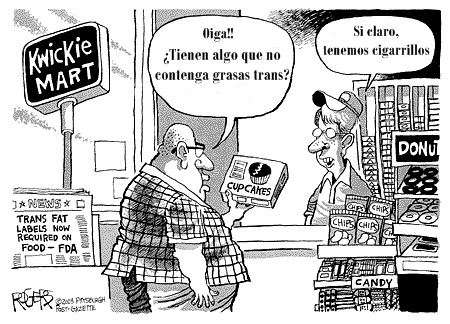 Oiga!!
¿Tienen algo que no
contenga grasas trans?
Si claro,
tenemos cigarrillos
KWICKIE
MART
CUPCAKES
DONUT
NEWS
TRANS FAT
LABELS NOW
REQUIRED ON
FOOD – FDA
CHIPS
CHIPS
CHIPS
CHIPS
CANDY
ROGERS ©2003 PITTSBURGH
POST-GAZETTE